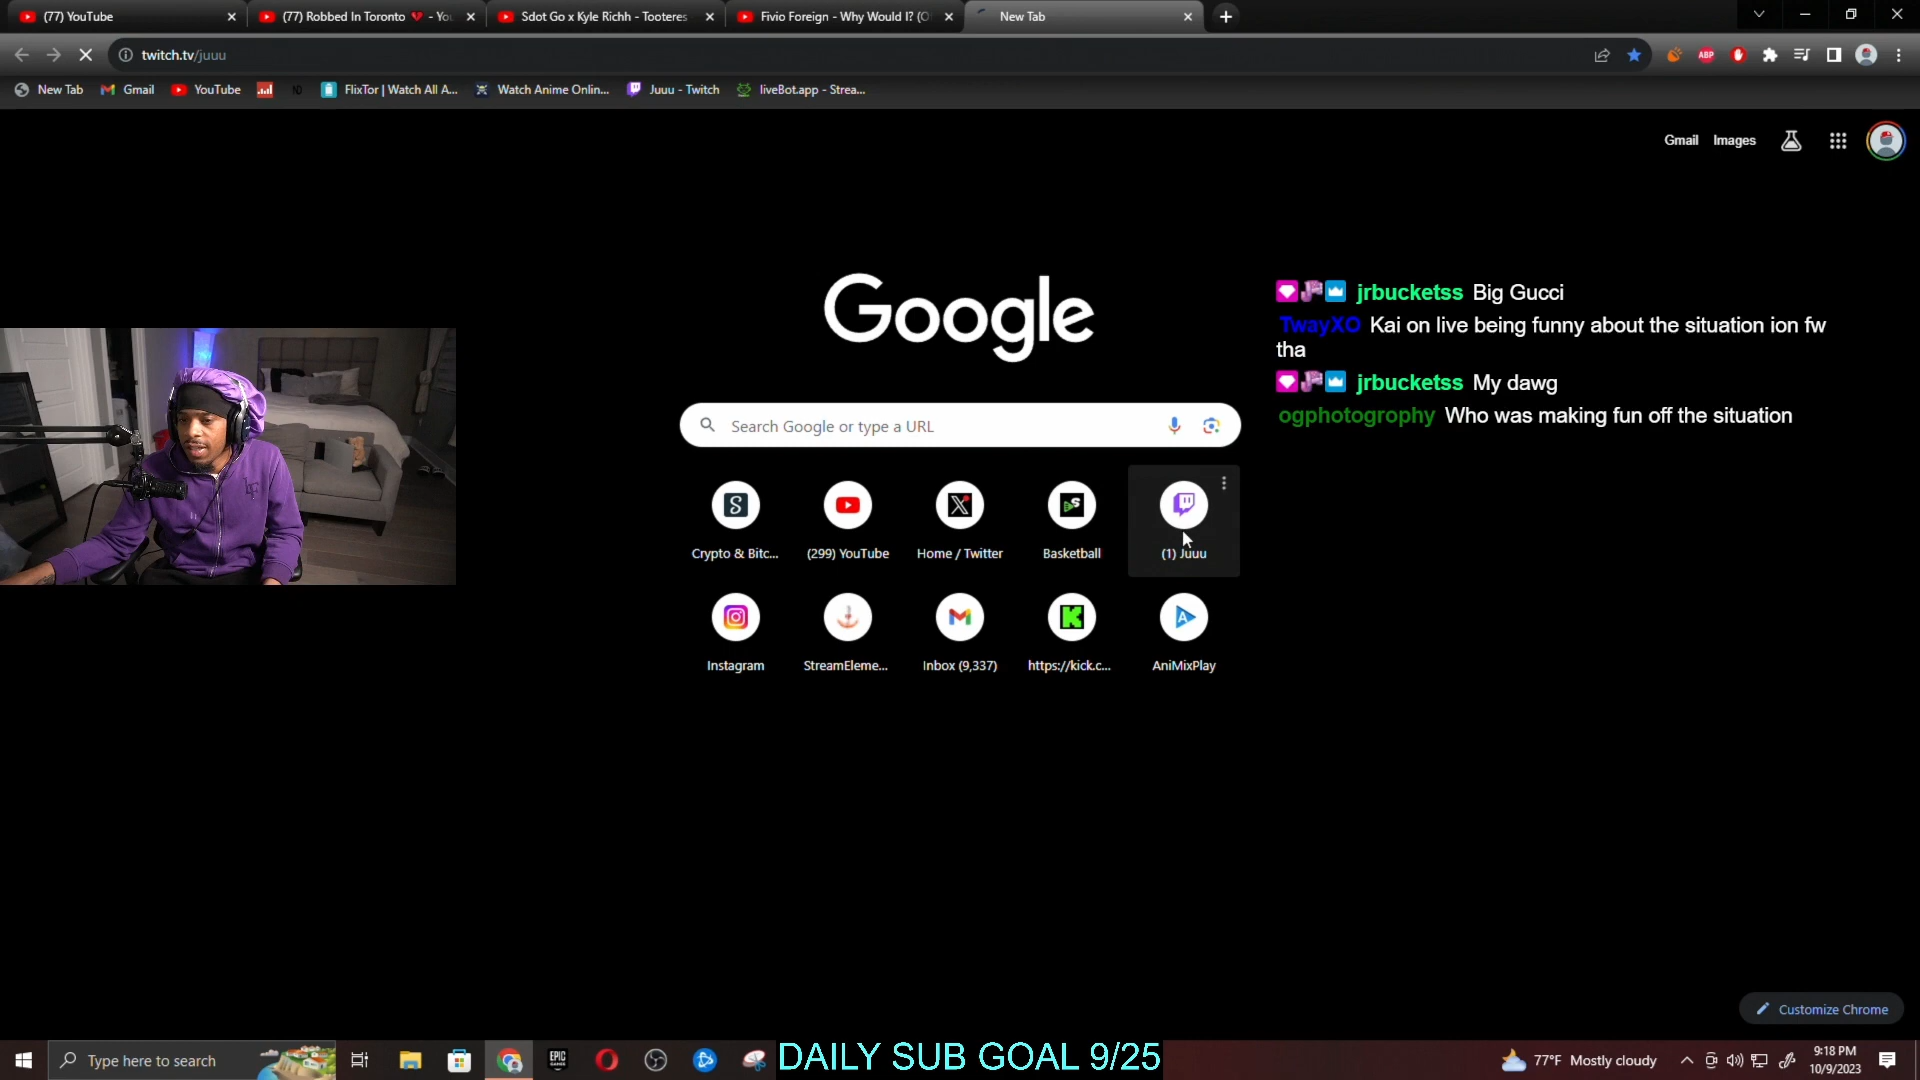 (77) YouTube
(77) Robbed In Toronto 💔 - You
Sdot Go x Kyle Richh - Tooteres
Fivio Foreign - Why Would I? (O
New Tab
twitch.tv/juuu
ABP
New Tab
Gmail
YouTube
FlixTor | Watch All A...
Watch Anime Onlin...
Juuu - Twitch
liveBot.app - Strea...
Gmail
Images
Google
jrbucketss Big Gucci
TwayXO Kai on live being funny about the situation ion fw
tha
jrbucketss My dawg
ogphotogrophy Who was making fun off the situation
Search Google or type a URL
Crypto & Bitc...
(299) YouTube
Home / Twitter
Basketball
(1) Juuu
Instagram
StreamEleme...
Inbox (9,337)
https://kick.c...
AniMixPlay
Customize Chrome
Type here to search
EPIC GAMES
DAILY SUB GOAL 9/25
77°F Mostly cloudy
9:18 PM
10/9/2023